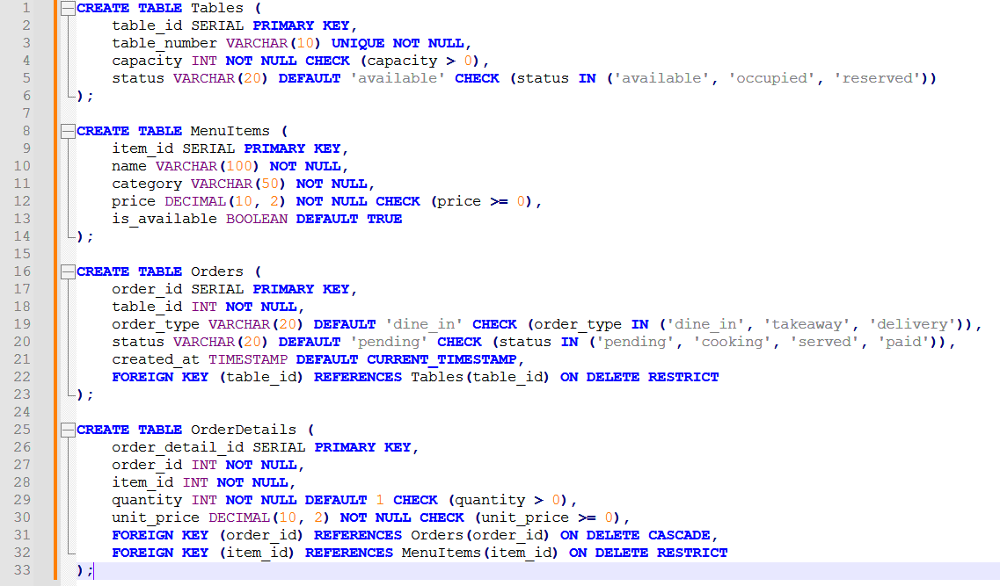 1 CREATE TABLE Tables (
2 table_id SERIAL PRIMARY KEY,
3 table_number VARCHAR(10) UNIQUE NOT NULL,
4 capacity INT NOT NULL CHECK (capacity > 0),
5 status VARCHAR(20) DEFAULT 'available' CHECK (status IN ('available', 'occupied', 'reserved'))
6 );
7
8 CREATE TABLE MenuItems (
9 item_id SERIAL PRIMARY KEY,
10 name VARCHAR(100) NOT NULL,
11 category VARCHAR(50) NOT NULL,
12 price DECIMAL(10, 2) NOT NULL CHECK (price >= 0),
13 is_available BOOLEAN DEFAULT TRUE
14 );
15
16 CREATE TABLE Orders (
17 order_id SERIAL PRIMARY KEY,
18 table_id INT NOT NULL,
19 order_type VARCHAR(20) DEFAULT 'dine_in' CHECK (order_type IN ('dine_in', 'takeaway', 'delivery')),
20 status VARCHAR(20) DEFAULT 'pending' CHECK (status IN ('pending', 'cooking', 'served', 'paid')),
21 created_at TIMESTAMP DEFAULT CURRENT_TIMESTAMP,
22 FOREIGN KEY (table_id) REFERENCES Tables(table_id) ON DELETE RESTRICT
23 );
24
25 CREATE TABLE OrderDetails (
26 order_detail_id SERIAL PRIMARY KEY,
27 order_id INT NOT NULL,
28 item_id INT NOT NULL,
29 quantity INT NOT NULL DEFAULT 1 CHECK (quantity > 0),
30 unit_price DECIMAL(10, 2) NOT NULL CHECK (unit_price >= 0),
31 FOREIGN KEY (order_id) REFERENCES Orders(order_id) ON DELETE CASCADE,
32 FOREIGN KEY (item_id) REFERENCES MenuItems(item_id) ON DELETE RESTRICT
33 );